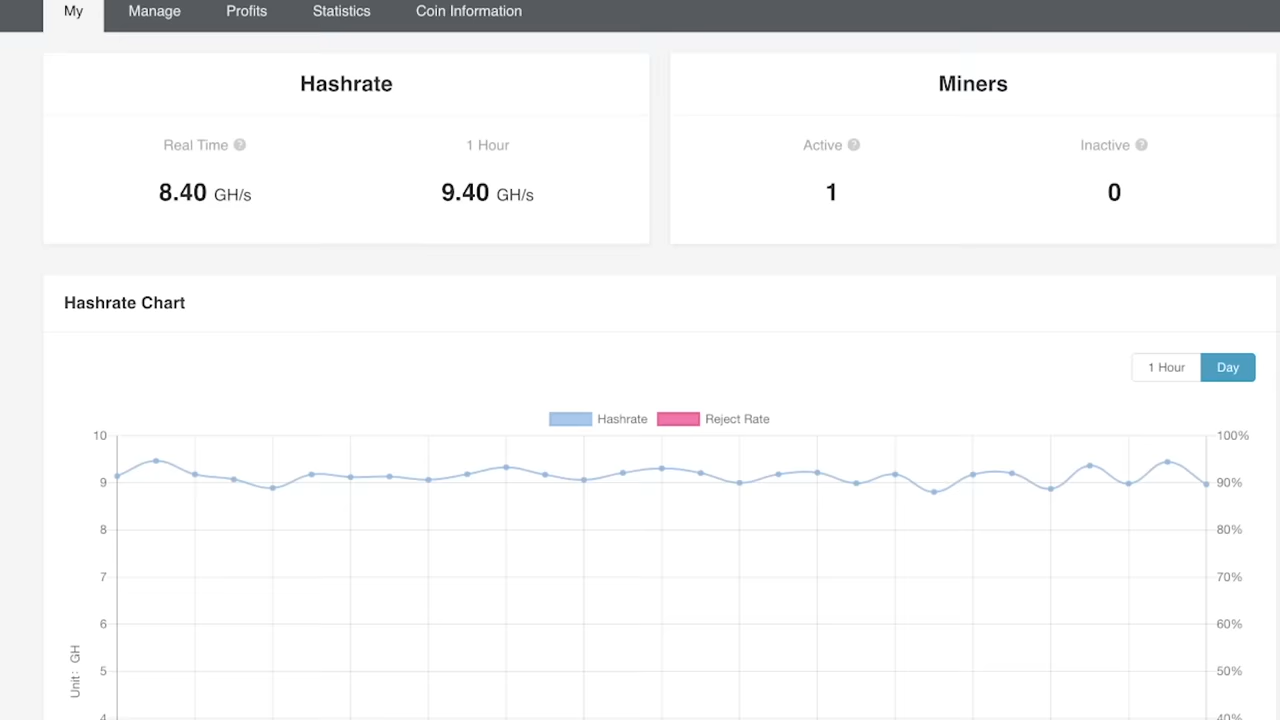 My Manage Profits Statistics Coin Information
Hashrate
Real Time ? 1 Hour
8.40 GH/s 9.40 GH/s
Miners
Active ? Inactive ?
1 0
Hashrate Chart
1 Hour Day
Hashrate Reject Rate
10 100%
9 90%
8 80%
7 70%
6 60%
5 50%
4 40%
Unit: GH